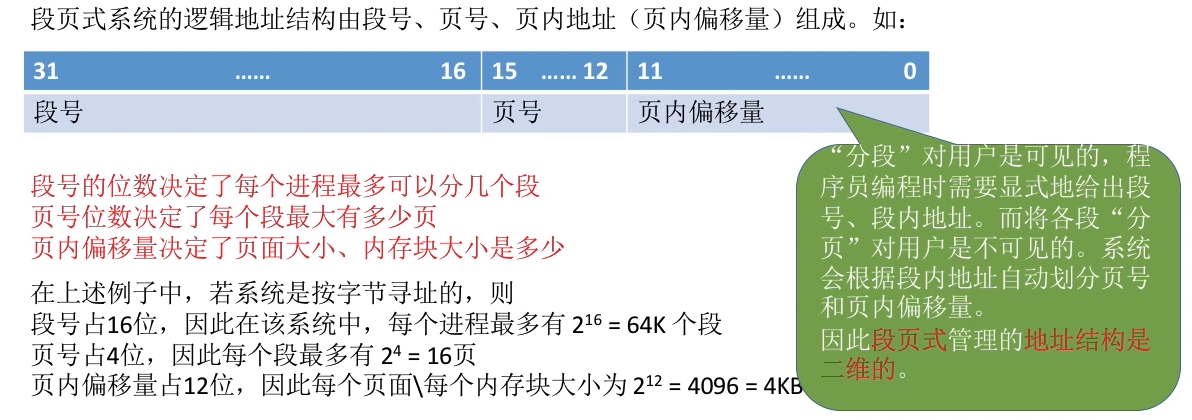 段页式系统的逻辑地址结构由段号、页号、页内地址（页内偏移量）组成。如：
31 …… 16 15 …… 12 11 …… 0
段号 页号 页内偏移量
段号的位数决定了每个进程最多可以分几个段
页号位数决定了每个段最大有多少页
页内偏移量决定了页面大小、内存块大小是多少
在上述例子中，若系统是按字节寻址的，则
段号占16位，因此在该系统中，每个进程最多有 2¹⁶ = 64K 个段
页号占4位，因此每个段最多有 2⁴ = 16页
页内偏移量占12位，因此每个页面\每个内存块大小为 2¹² = 4096 = 4KB
“分段”对用户是可见的，程
序员编程时需要显式地给出段
号、段内地址。而将各段“分
页”对用户是不可见的。系统
会根据段内地址自动划分页号
和页内偏移量。
因此段页式管理的地址结构是
二维的。